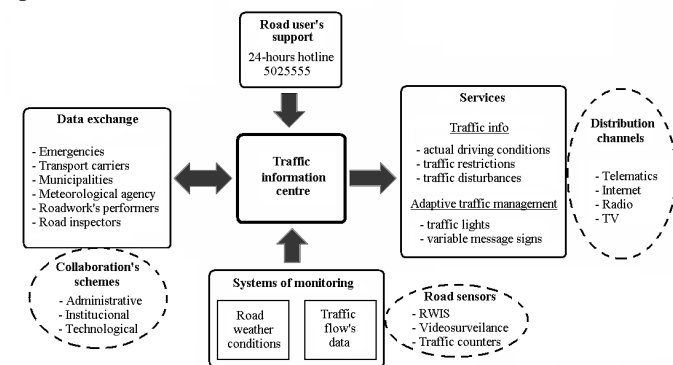 Road user's
support
24-hours hotline
5025555
Data exchange
- Emergencies
- Transport carriers
- Municipalities
- Meteorological agency
- Roadwork's performers
- Road inspectors
Traffic
information
centre
Services
Traffic info
- actual driving conditions
- traffic restrictions
- traffic disturbances
Adaptive traffic management
- traffic lights
- variable message signs
Distribution
channels
- Telematics
- Internet
- Radio
- TV
Collaboration's
schemes
- Administrative
- Institucional
- Technological
Systems of monitoring
Road
weather
conditions
Traffic
flow's
data
Road sensors
- RWIS
- Videosurveilance
- Traffic counters